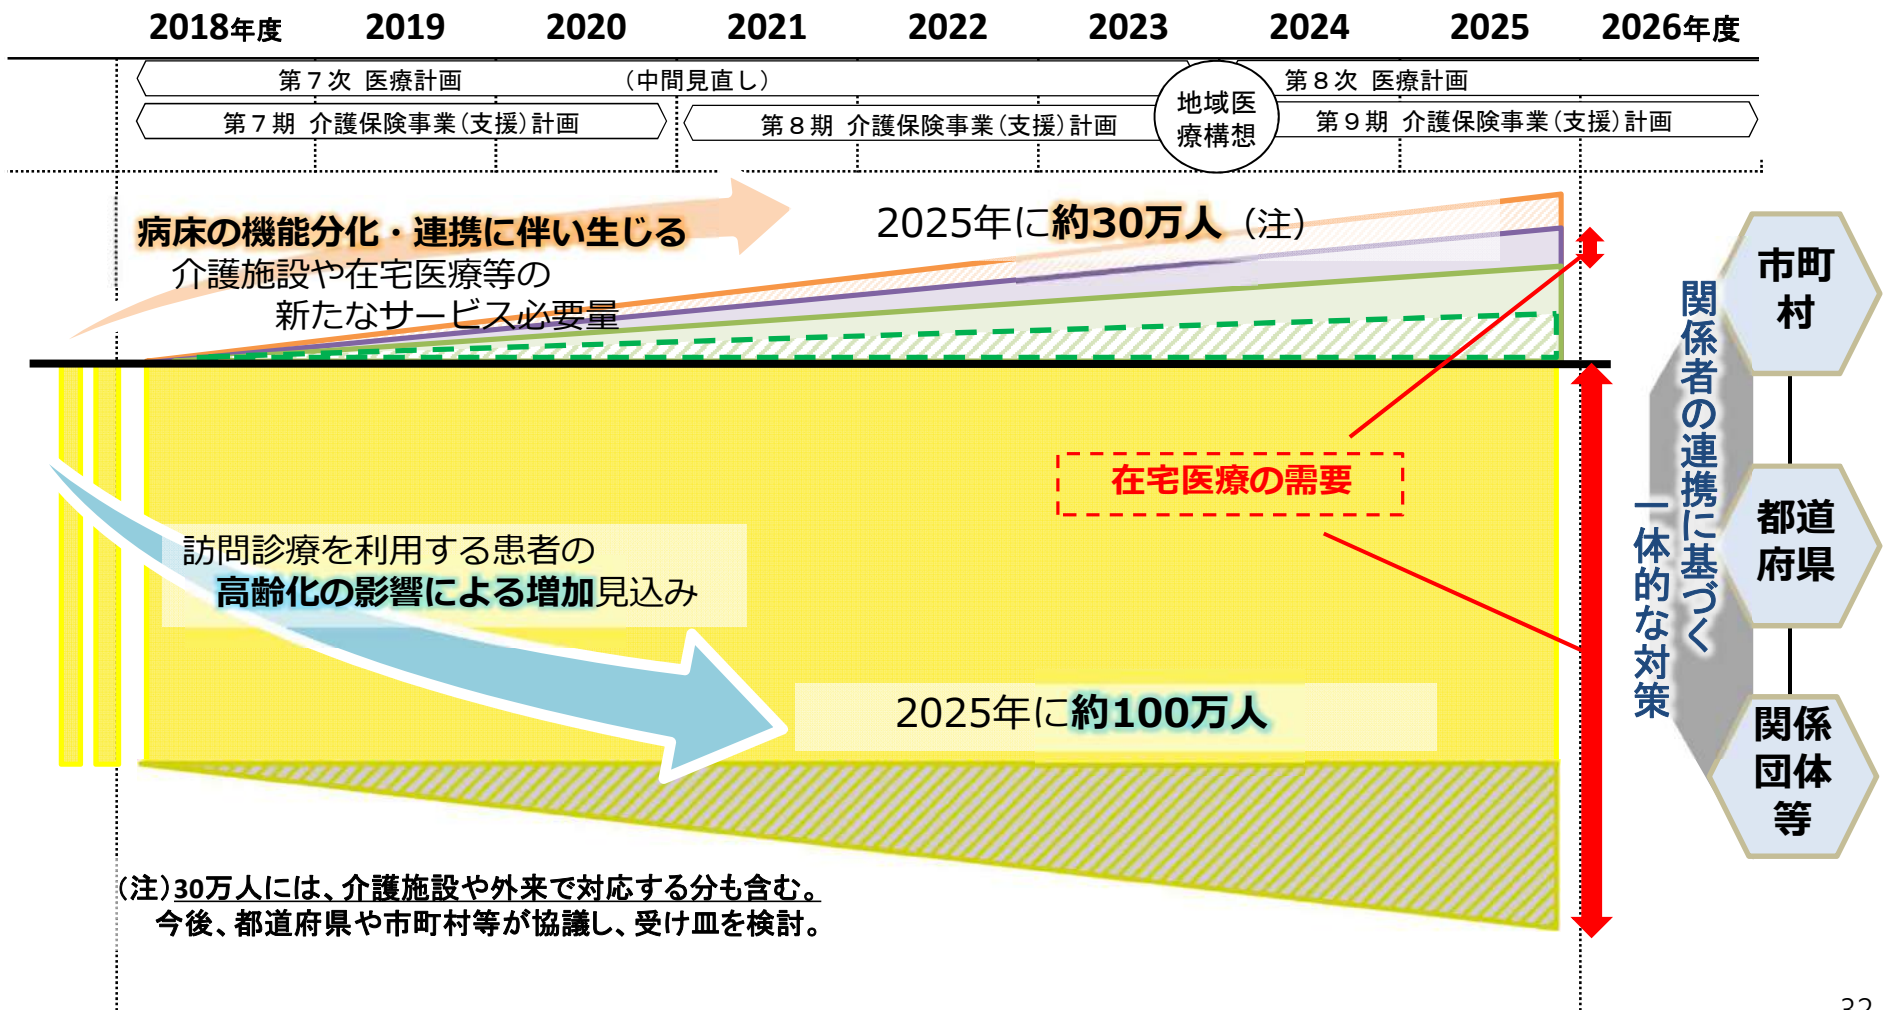 2018年度 2019 2020 2021 2022 2023 2024 2025 2026年度
第７次 医療計画 （中間見直し） 第８次 医療計画
第７期 介護保険事業（支援）計画 第８期 介護保険事業（支援）計画 第９期 介護保険事業（支援）計画
地域医
療構想
病床の機能分化・連携に伴い生じる
介護施設や在宅医療等の
新たなサービス必要量
2025年に約30万人（注）
在宅医療の需要
訪問診療を利用する患者の
高齢化の影響による増加見込み
2025年に約100万人
関係者の連携に基づく
一体的な対策
市町
村
都道
府県
関係
団体
等
（注）30万人には、介護施設や外来で対応する分も含む。
今後、都道府県や市町村等が協議し、受け皿を検討。
32